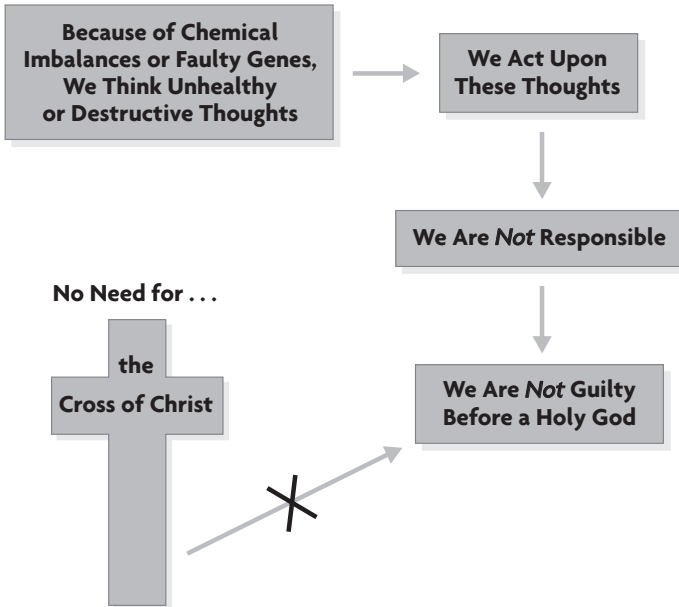 Because of Chemical
Imbalances or Faulty Genes,
We Think Unhealthy
or Destructive Thoughts
We Act Upon
These Thoughts
We Are Not Responsible
We Are Not Guilty
Before a Holy God
No Need for . . .
the
Cross of Christ